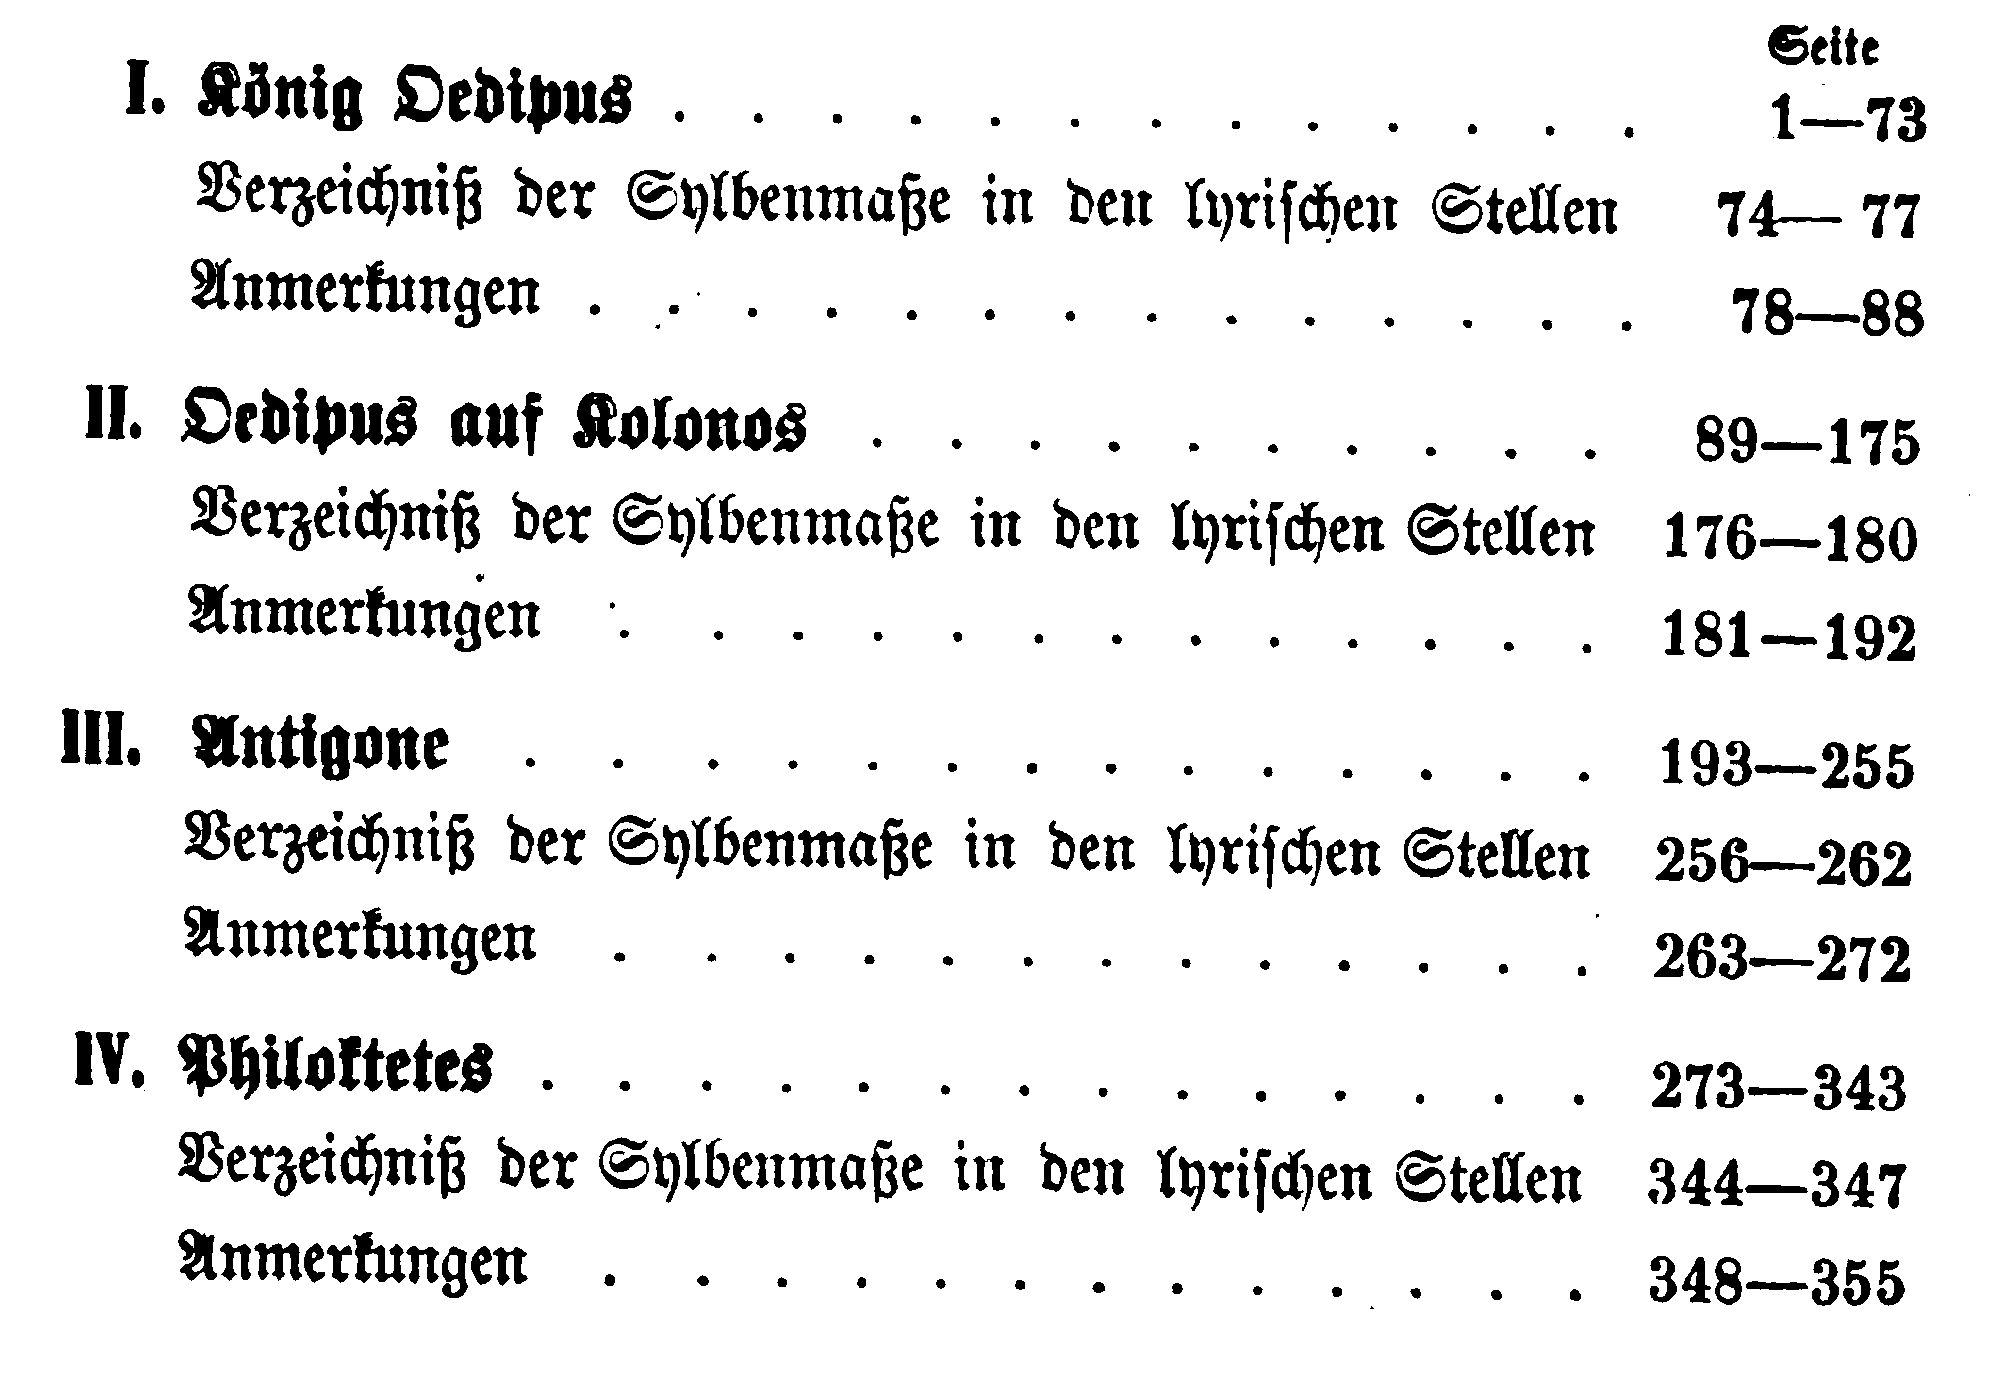 Seite
I. König Oedipus . . . . . . . . . . . . . 1—73
Verzeichniß der Sylbenmaße in den lyrischen Stellen 74— 77
Anmerkungen . . . . . . . . . . . . . . 78—88
II. Oedipus auf Kolonos . . . . . . . . . . 89—175
Verzeichniß der Sylbenmaße in den lyrischen Stellen 176—180
Anmerkungen . . . . . . . . . . . . . 181—192
III. Antigone . . . . . . . . . . . . . . 193—255
Verzeichniß der Sylbenmaße in den lyrischen Stellen 256—262
Anmerkungen . . . . . . . . . . . . . 263—272
IV. Philoktetes . . . . . . . . . . . . . . 273—343
Verzeichniß der Sylbenmaße in den lyrischen Stellen 344—347
Anmerkungen . . . . . . . . . . . . . 348—355